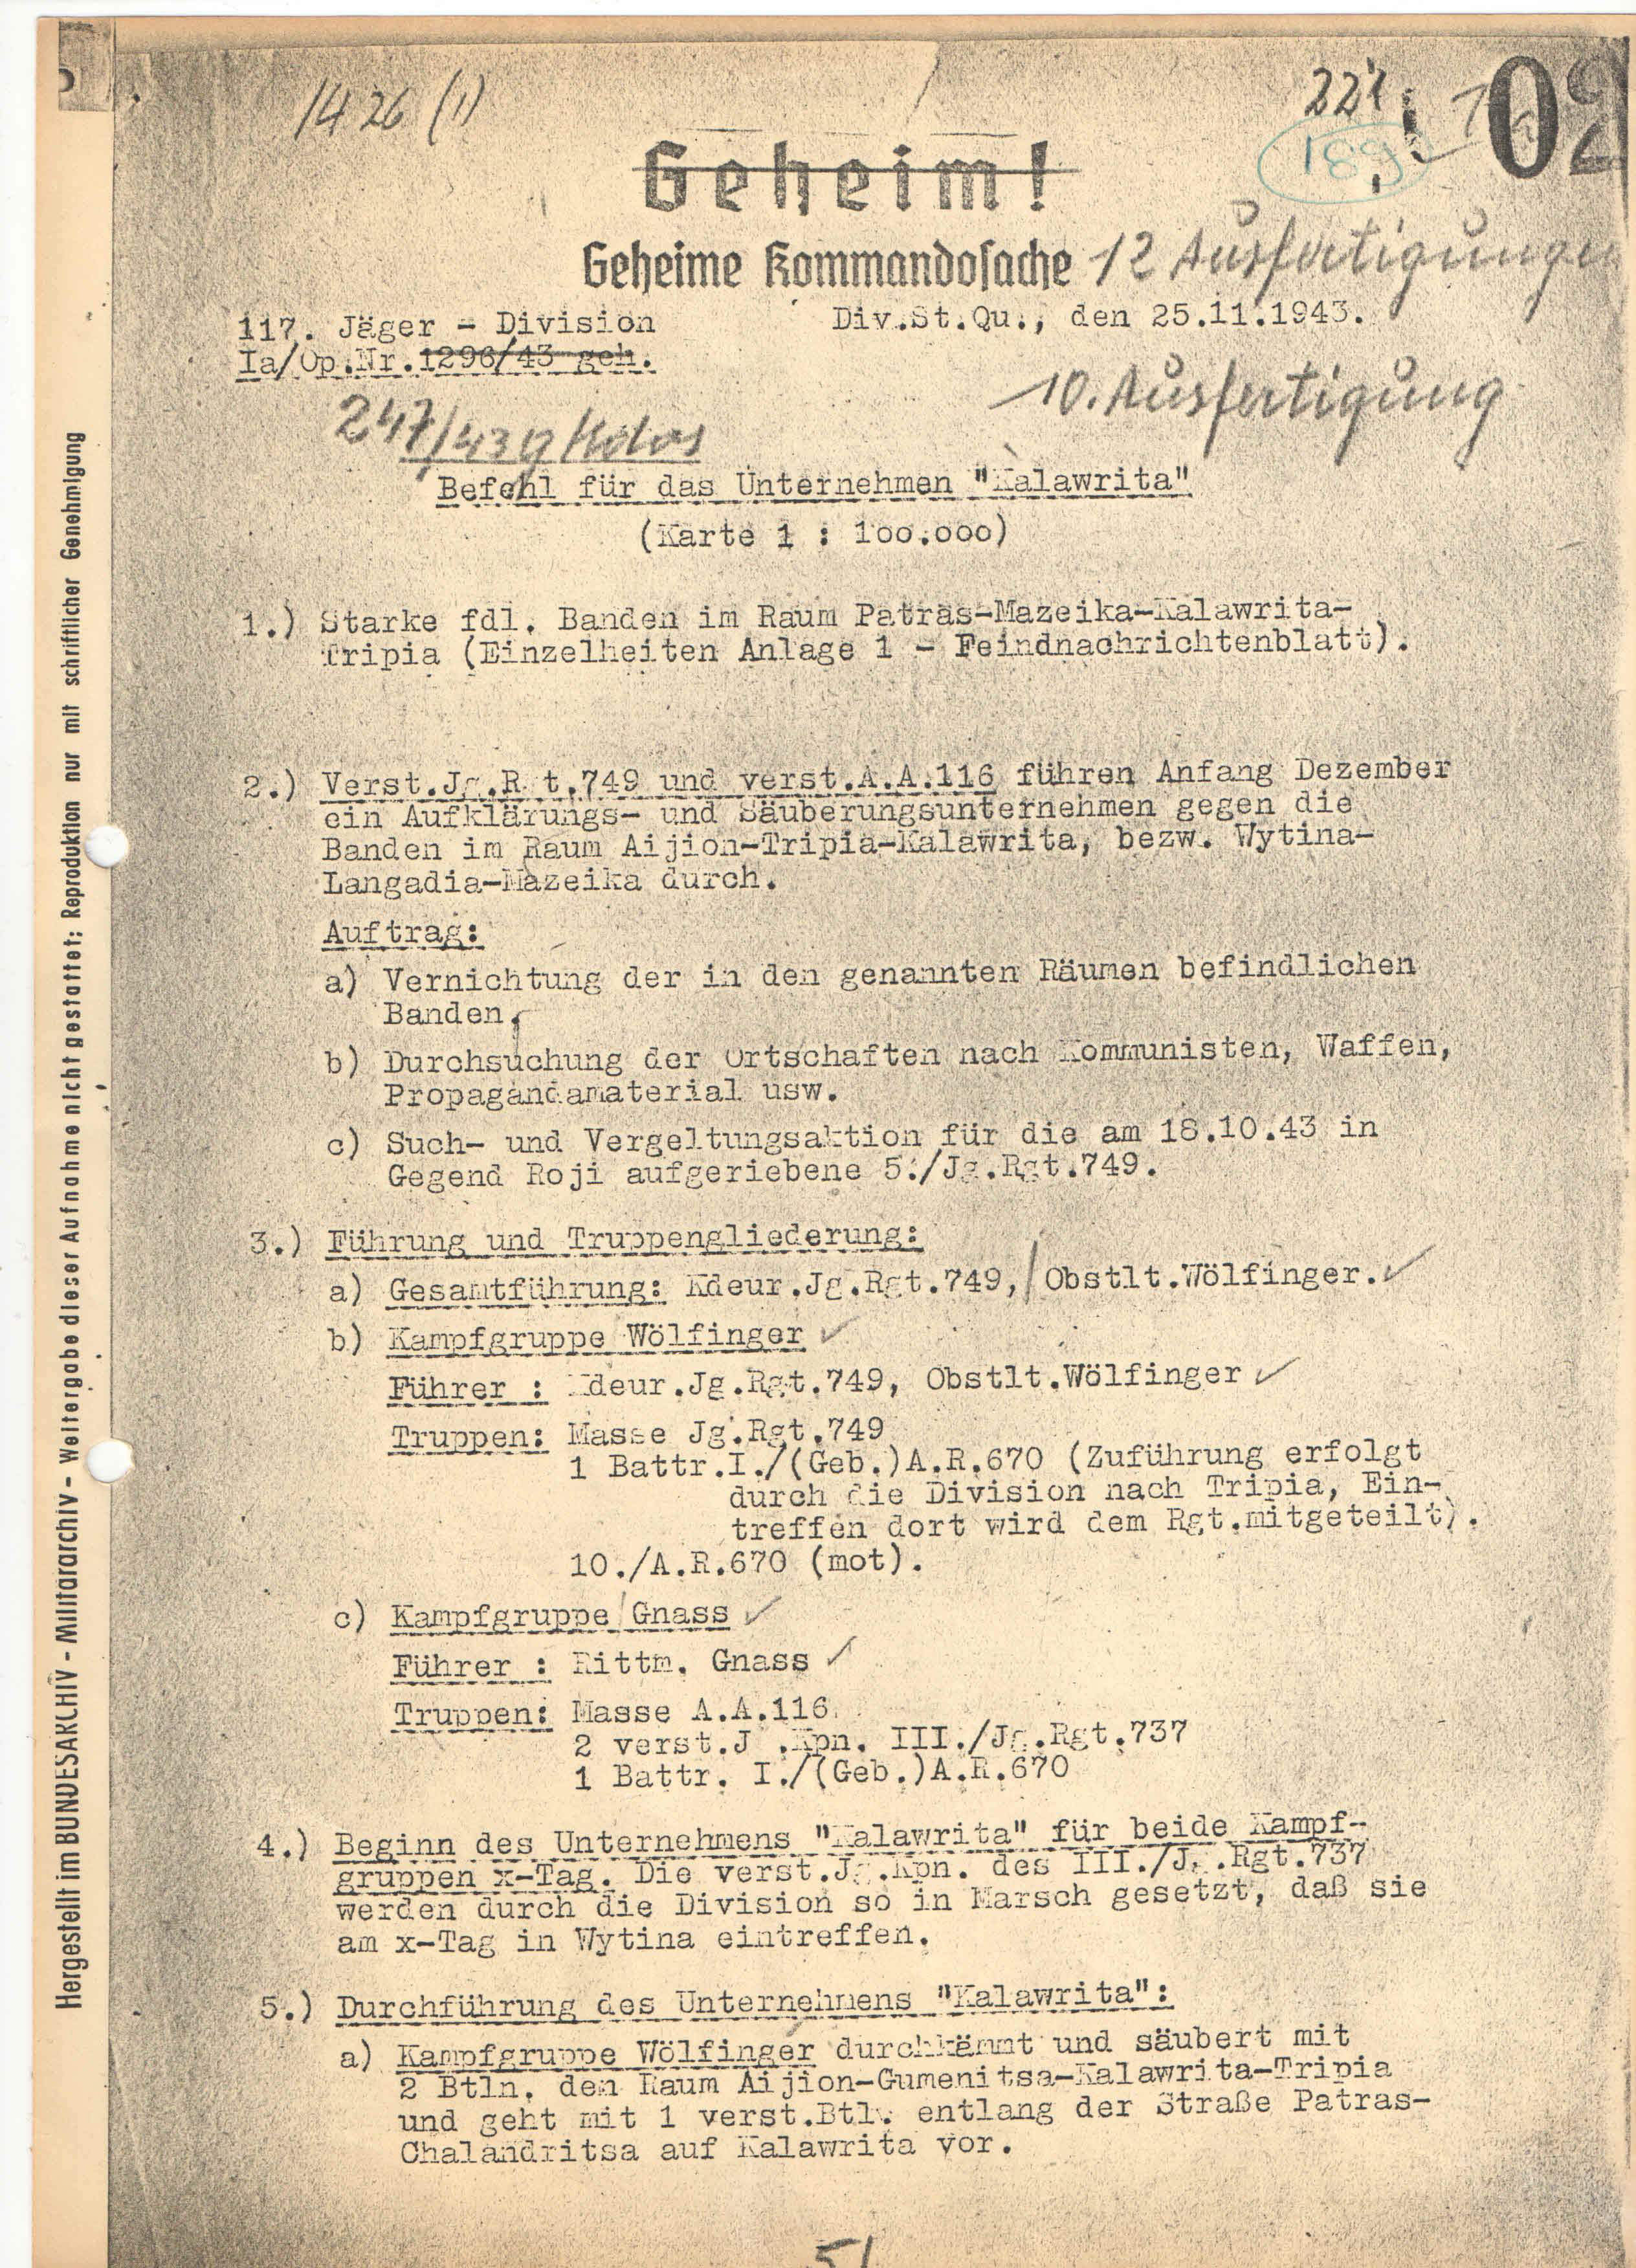 14 26 (1)
221
189
02
Geheim!
Geheime Kommandosache 12 Ausfertigungen
117. Jäger - Division Div.St.Qu., den 25.11.1943.
Ia/Op.Nr.1296/43 geh.
10. Ausfertigung
247/43 g Kdos
Befehl für das Unternehmen "Kalawrita"
(Karte 1 : 100.000)
1.) Starke fdl. Banden im Raum Patras-Mazeika-Kalawrita-
Tripia (Einzelheiten Anlage 1 - Feindnachrichtenblatt).
2.) Verst.Jg.Rgt.749 und verst.A.A.116 führen Anfang Dezember
ein Aufklärungs- und Säuberungsunternehmen gegen die
Banden im Raum Aijion-Tripia-Kalawrita, bezw. Wytina-
Langadia-Mazeika durch.
Auftrag:
a) Vernichtung der in den genannten Räumen befindlichen
Banden,
b) Durchsuchung der Ortschaften nach Kommunisten, Waffen,
Propagandamaterial usw.
c) Such- und Vergeltungsaktion für die am 18.10.43 in
Gegend Roji aufgeriebene 5./Jg.Rgt.749.
3.) Führung und Truppengliederung:
a) Gesamtführung: Kdeur.Jg.Rgt.749, Obstlt.Wölfinger.
b) Kampfgruppe Wölfinger
Führer : Kdeur.Jg.Rgt.749, Obstlt.Wölfinger
Truppen: Masse Jg.Rgt.749
1 Battr.I./(Geb.)A.R.670 (Zuführung erfolgt
durch die Division nach Tripia, Ein-
treffen dort wird dem Rgt.mitgeteilt).
10./A.R.670 (mot).
c) Kampfgruppe Gnass
Führer : Rittm. Gnass
Truppen: Masse A.A.116
2 verst.Jg.Kpn. III./Jg.Rgt.737
1 Battr. I./(Geb.)A.R.670
4.) Beginn des Unternehmens "Kalawrita" für beide Kampf-
gruppen x-Tag. Die verst.Jg.Kpn. des III./Jg.Rgt.737
werden durch die Division so in Marsch gesetzt, daß sie
am x-Tag in Wytina eintreffen.
5.) Durchführung des Unternehmens "Kalawrita":
a) Kampfgruppe Wölfinger durchkämmt und säubert mit
2 Btln. den Raum Aijion-Gumenitsa-Kalawrita-Tripia
und geht mit 1 verst.Btl. entlang der Straße Patras-
Chalandritsa auf Kalawrita vor.
51
Hergestellt im BUNDESARCHIV - Militärarchiv - Weitergabe dieser Aufnahme nicht gestattet; Reproduktion nur mit schriftlicher Genehmigung